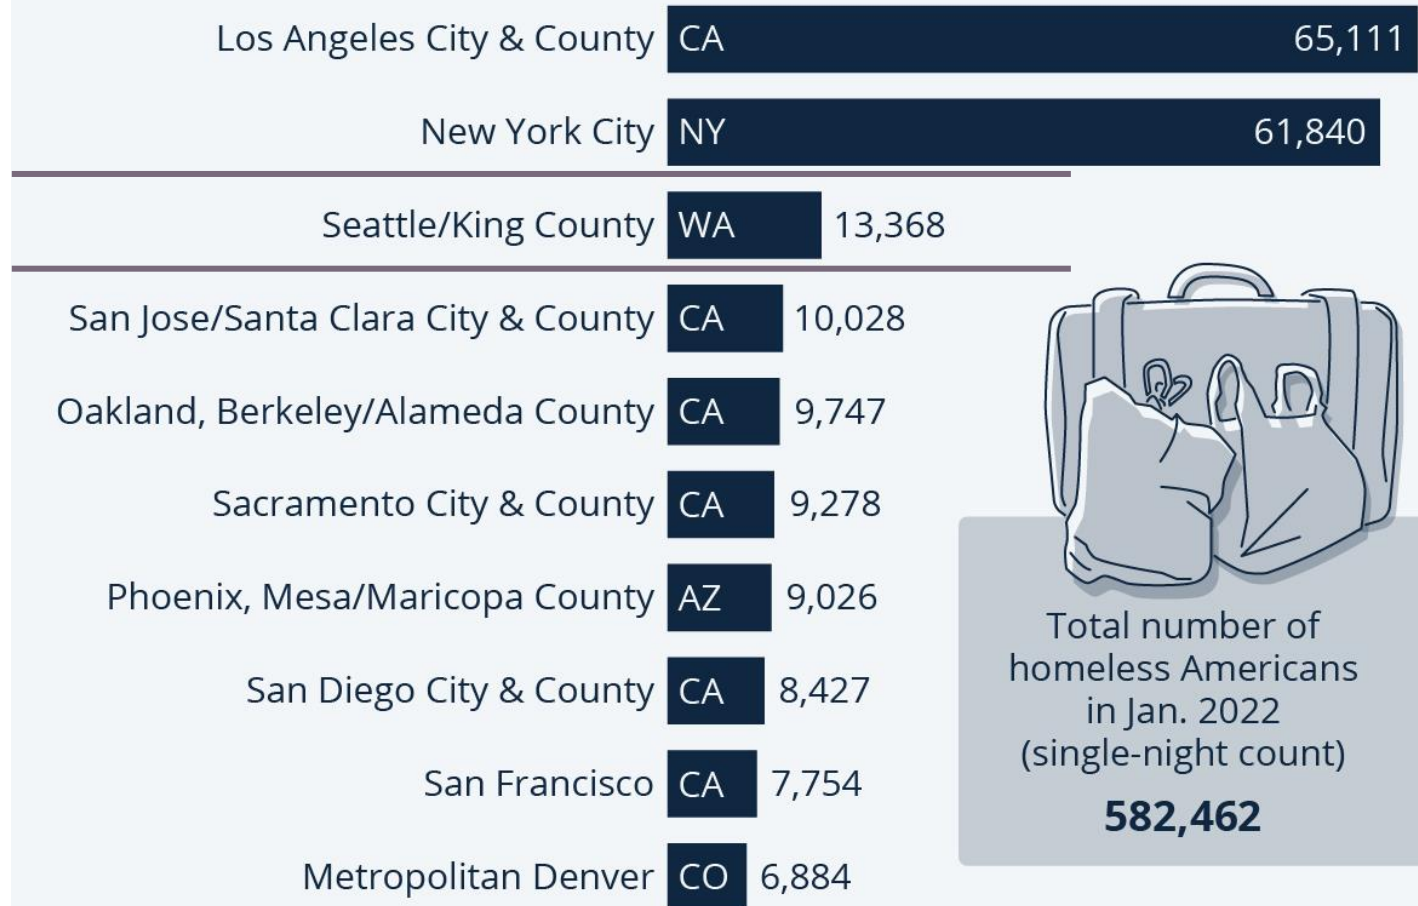 Los Angeles City & County CA 65,111
New York City NY 61,840
Seattle/King County WA 13,368
San Jose/Santa Clara City & County CA 10,028
Oakland, Berkeley/Alameda County CA 9,747
Sacramento City & County CA 9,278
Phoenix, Mesa/Maricopa County AZ 9,026
San Diego City & County CA 8,427
San Francisco CA 7,754
Metropolitan Denver CO 6,884
Total number of
homeless Americans
in Jan. 2022
(single-night count)
582,462